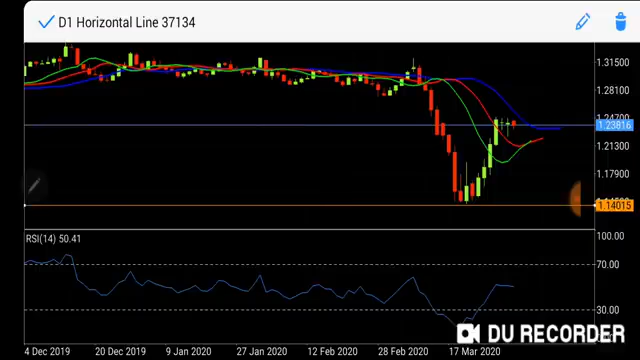 D1 Horizontal Line 37134
1.31500
1.28100
1.24700
1.23816
1.21300
1.17900
1.14015
RSI(14) 50.41
100.00
70.00
30.00
4 Dec 2019 20 Dec 2019 9 Jan 2020 27 Jan 2020 12 Feb 2020 28 Feb 2020 17 Mar 2020
DU RECORDER